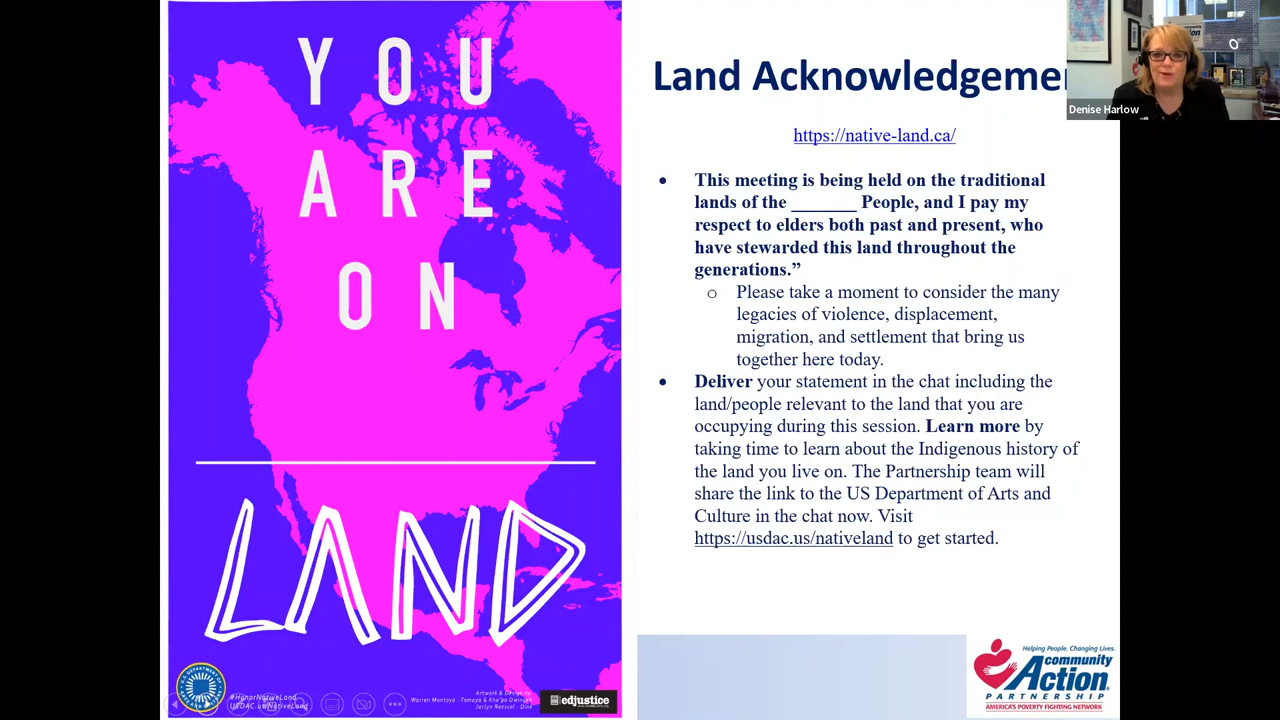 YOU
ARE
ON
LAND
#HonorNativeLand
USDAC.us/NativeLand
Artwork & Design by
edjustice
Land Acknowledgemen
https://native-land.ca/
• This meeting is being held on the traditional
lands of the _______ People, and I pay my
respect to elders both past and present, who
have stewarded this land throughout the
generations.”
o Please take a moment to consider the many
legacies of violence, displacement,
migration, and settlement that bring us
together here today.
• Deliver your statement in the chat including the
land/people relevant to the land that you are
occupying during this session. Learn more by
taking time to learn about the Indigenous history of
the land you live on. The Partnership team will
share the link to the US Department of Arts and
Culture in the chat now. Visit
https://usdac.us/nativeland to get started.
Helping People. Changing Lives.
community
Action
PARTNERSHIP
AMERICA'S POVERTY FIGHTING NETWORK
Denise Harlow